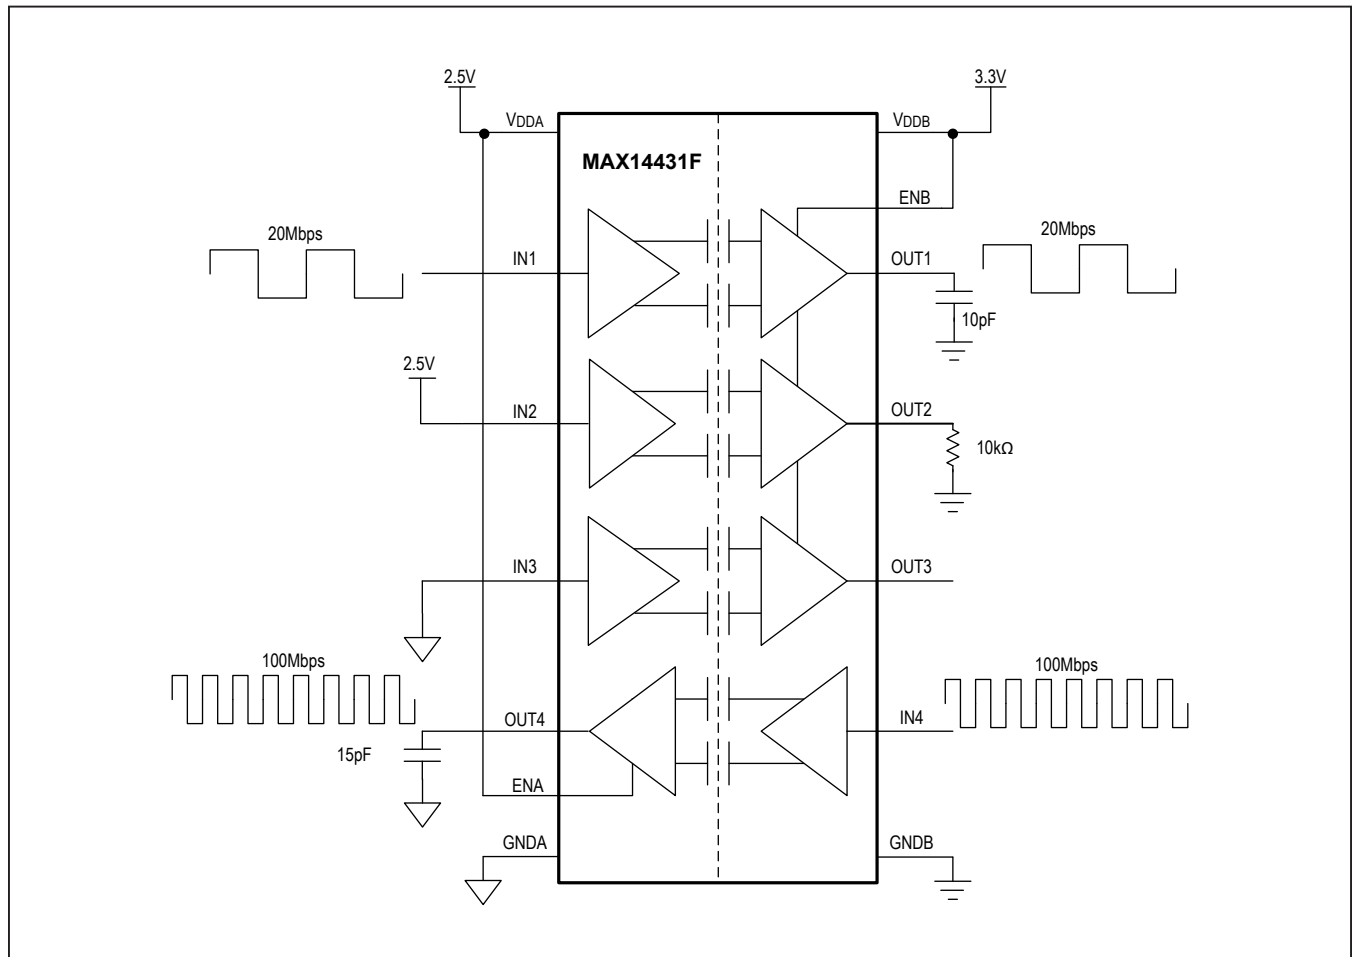 2.5V
3.3V
VDDA
VDDB
MAX14431F
ENB
20Mbps
IN1
OUT1
20Mbps
10pF
2.5V
IN2
OUT2
10kΩ
IN3
OUT3
100Mbps
100Mbps
OUT4
IN4
15pF
ENA
GNDA
GNDB